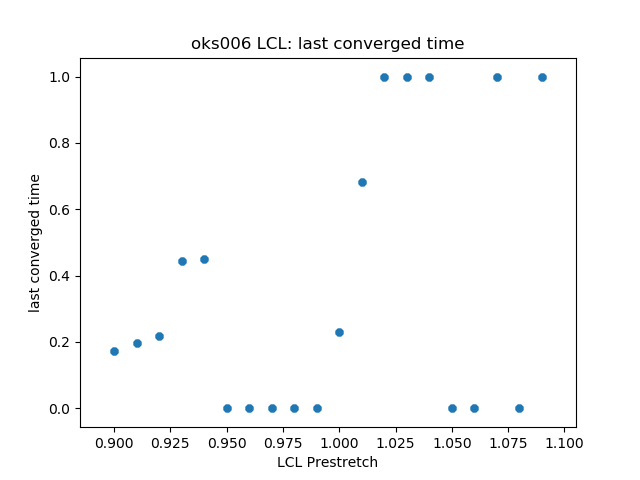 oks006 LCL: last converged time
last converged time
1.0
0.8
0.6
0.4
0.2
0.0
0.900 0.925 0.950 0.975 1.000 1.025 1.050 1.075 1.100
LCL Prestretch